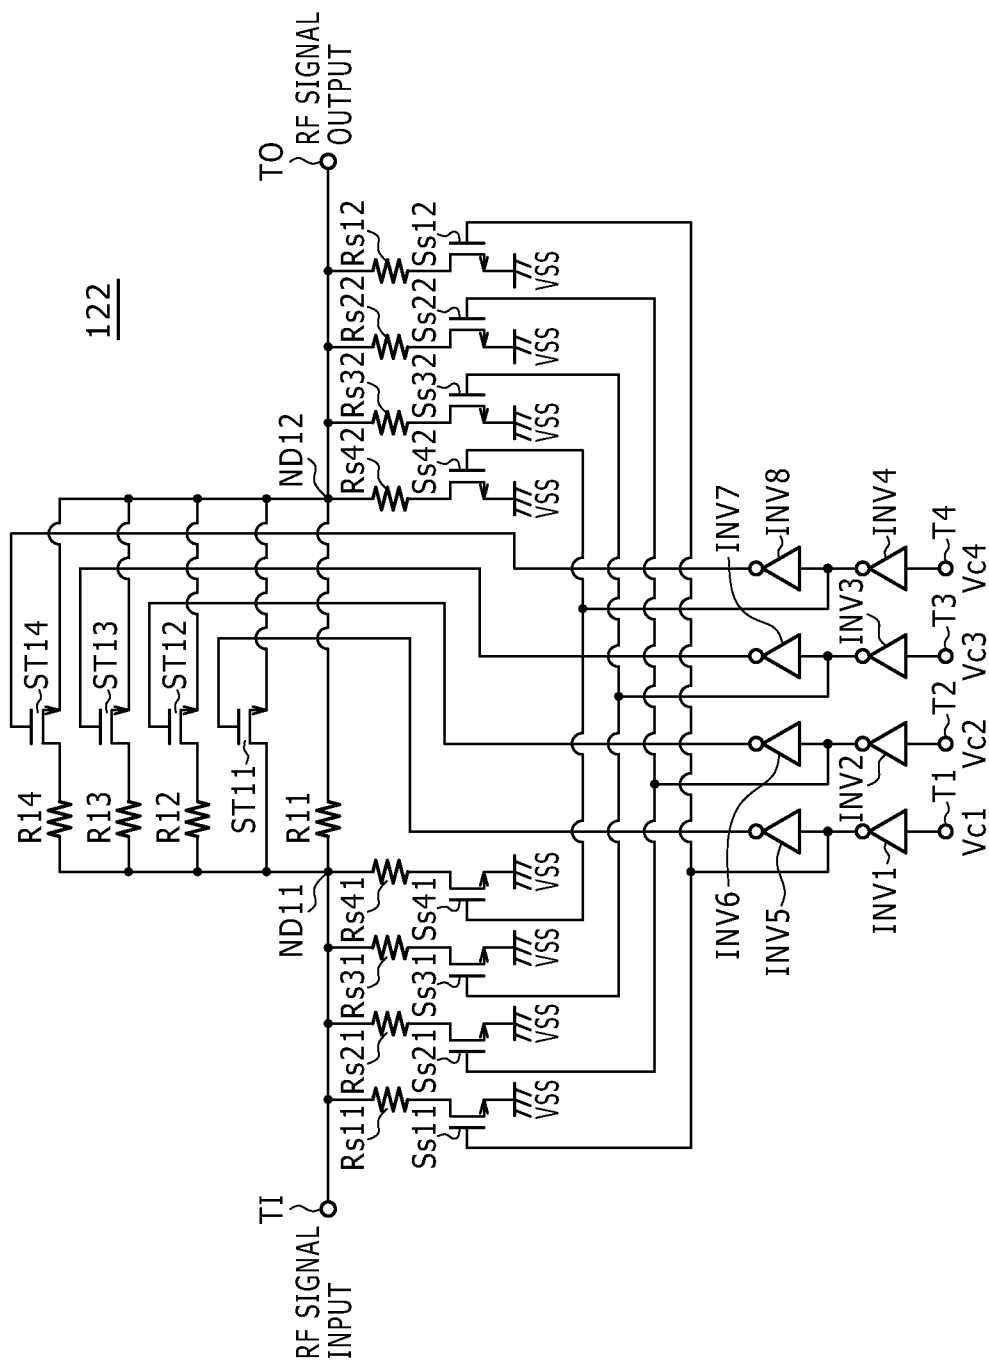 122
RF SIGNAL
INPUT
TI
RF SIGNAL
OUTPUT
TO
R14
ST14
R13
ST13
R12
ST12
ST11
R11
ND11
ND12
Rs11
Rs21
Rs31
Rs41
Rs42
Rs32
Rs22
Rs12
Ss11
Ss21
Ss31
Ss41
Ss42
Ss32
Ss22
Ss12
VSS
VSS
VSS
VSS
VSS
VSS
VSS
VSS
INV6
INV5
INV7
INV8
INV1
INV2
INV3
INV4
T1
T2
T3
T4
Vc1
Vc2
Vc3
Vc4